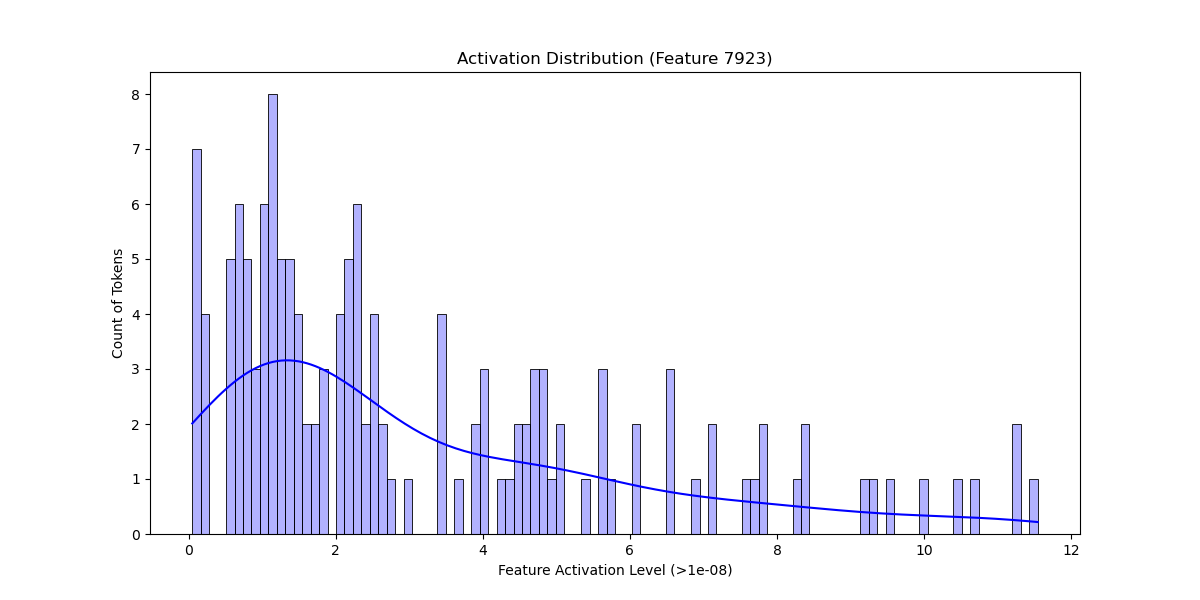 Activation Distribution (Feature 7923)
Count of Tokens
8
7
6
5
4
3
2
1
0
0 2 4 6 8 10 12
Feature Activation Level (>1e-08)